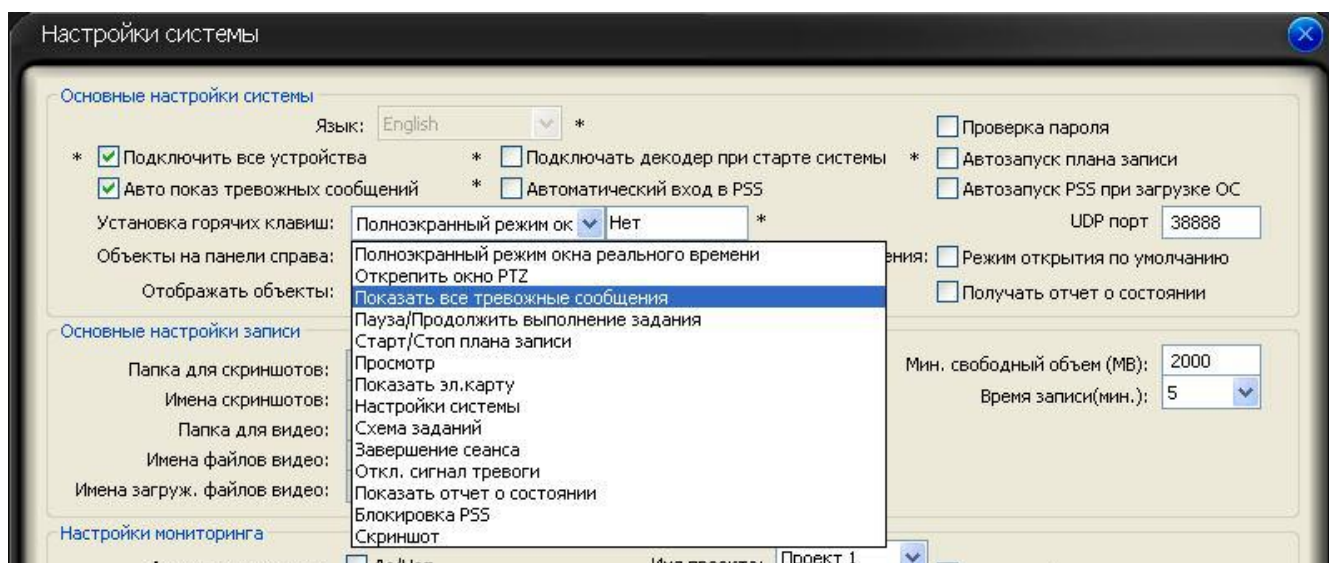 Настройки системы
Основные настройки системы
Язык: English * Проверка пароля
* Подключить все устройства * Подключать декодер при старте системы * Автозапуск плана записи
Авто показ тревожных сообщений * Автоматический вход в PSS Автозапуск PSS при загрузке ОС
Установка горячих клавиш: Полноэкранный режим ок Нет * UDP порт 38888
Объекты на панели справа: Полноэкранный режим окна реального времени Режим открытия по умолчанию
Открепить окно PTZ
Отображать объекты: Показать все тревожные сообщения Получать отчет о состоянии
Пауза/Продолжить выполнение задания
Основные настройки записи
Старт/Стоп плана записи
Папка для скриншотов: Просмотр Мин. свободный объем (МВ): 2000
Показать эл.карту
Имена скриншотов: Настройки системы Время записи(мин.): 5
Папка для видео: Схема заданий
Завершение сеанса
Имена файлов видео: Откл. сигнал тревоги
Имена загруж. файлов видео: Показать отчет о состоянии
Блокировка PSS
Настройки мониторинга
Скриншот
Проект 1